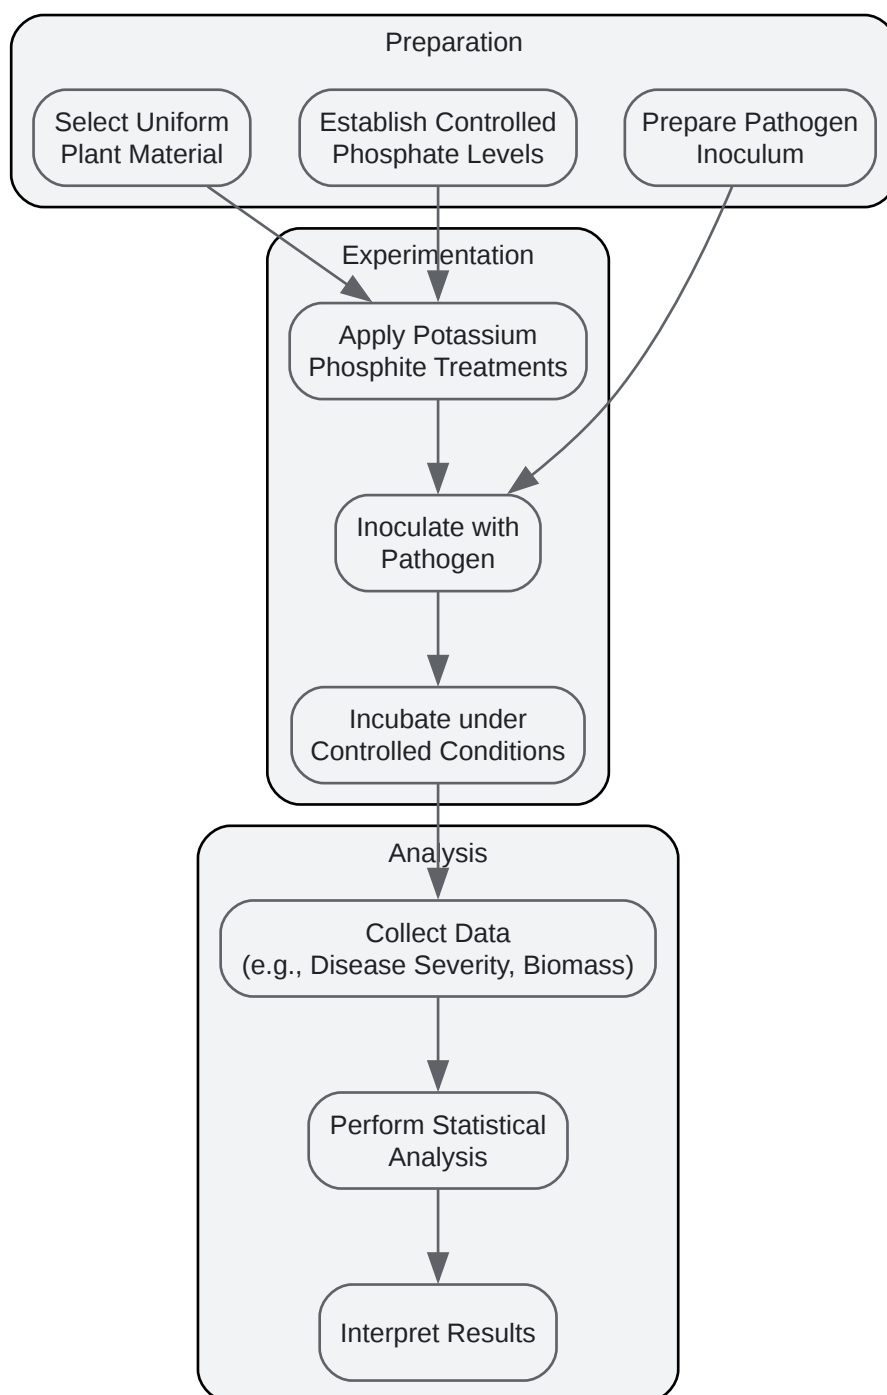 Preparation
Select Uniform
Plant Material
Establish Controlled
Phosphate Levels
Prepare Pathogen
Inoculum
Experimentation
Apply Potassium
Phosphite Treatments
Inoculate with
Pathogen
Incubate under
Controlled Conditions
Analysis
Collect Data
(e.g., Disease Severity, Biomass)
Perform Statistical
Analysis
Interpret Results